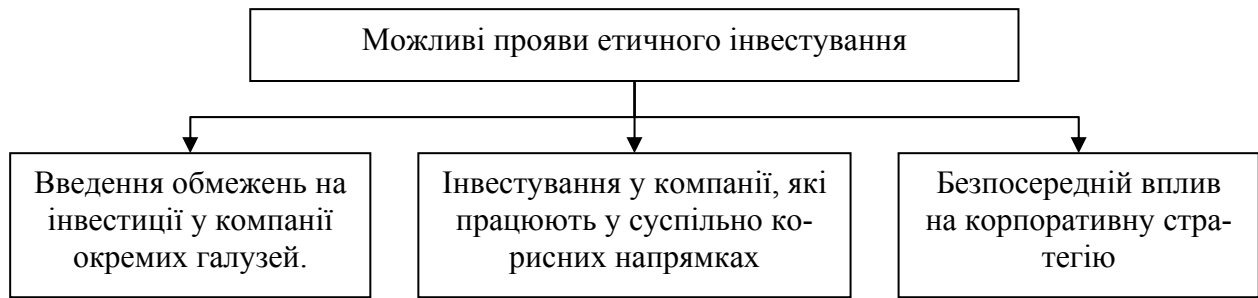 Можливі прояви етичного інвестування
Введення обмежень на
інвестиції у компанії
окремих галузей.
Інвестування у компанії, які
працюють у суспільно ко-
рисних напрямках
Безпосередній вплив
на корпоративну стра-
тегію